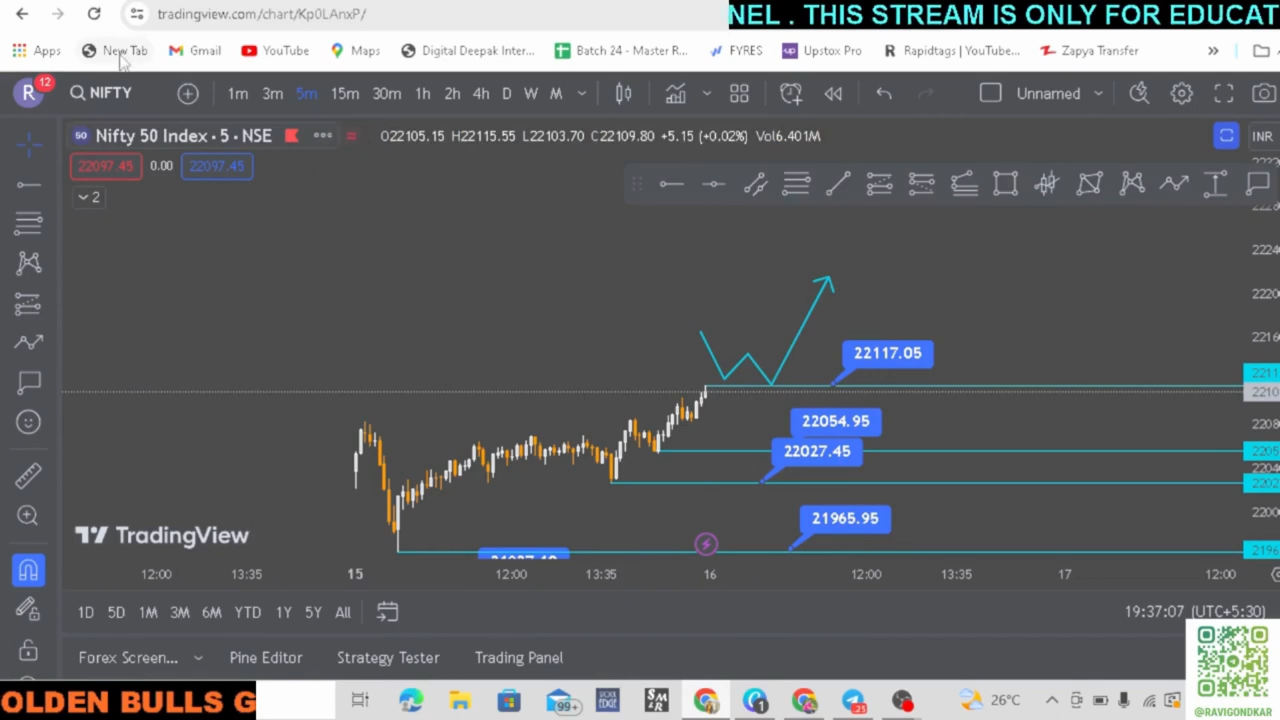 tradingview.com/chart/Kp0LAnxP/
NEL . THIS STREAM IS ONLY FOR EDUCAT
Apps
New Tab
Gmail
YouTube
Maps
Digital Deepak Inter...
Batch 24 - Master R...
FYRES
up Upstox Pro
R Rapidtags | YouTube...
Zapya Transfer
»
R 12
NIFTY
1m 3m 5m 15m 30m 1h 2h 4h D W M
Unnamed
50 Nifty 50 Index · 5 · NSE
O22105.15 H22115.55 L22103.70 C22109.80 +5.15 (+0.02%) Vol6.401M
INR
22097.45 0.00 22097.45
2
22117.05
22054.95
22027.45
21965.95
TradingView
12:00 13:35 15 12:00 13:35 16 12:00 13:35 17 12:00
1D 5D 1M 3M 6M YTD 1Y 5Y All
19:37:07 (UTC+5:30)
Forex Screen...
Pine Editor
Strategy Tester
Trading Panel
OLDEN BULLS G
99+
1
25
26°C
@RAVIGONDKAR